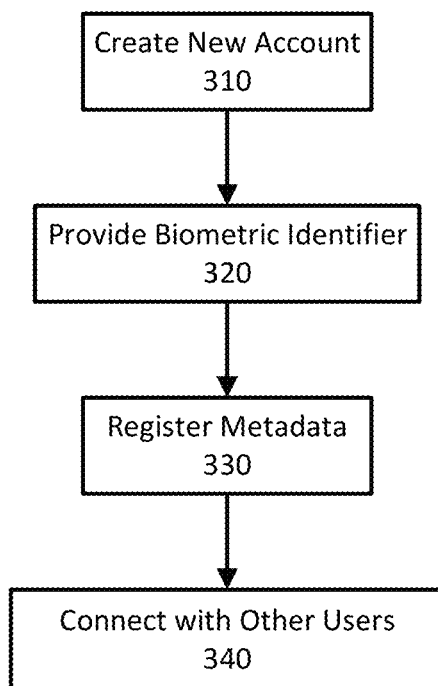 Create New Account
310
Provide Biometric Identifier
320
Register Metadata
330
Connect with Other Users
340